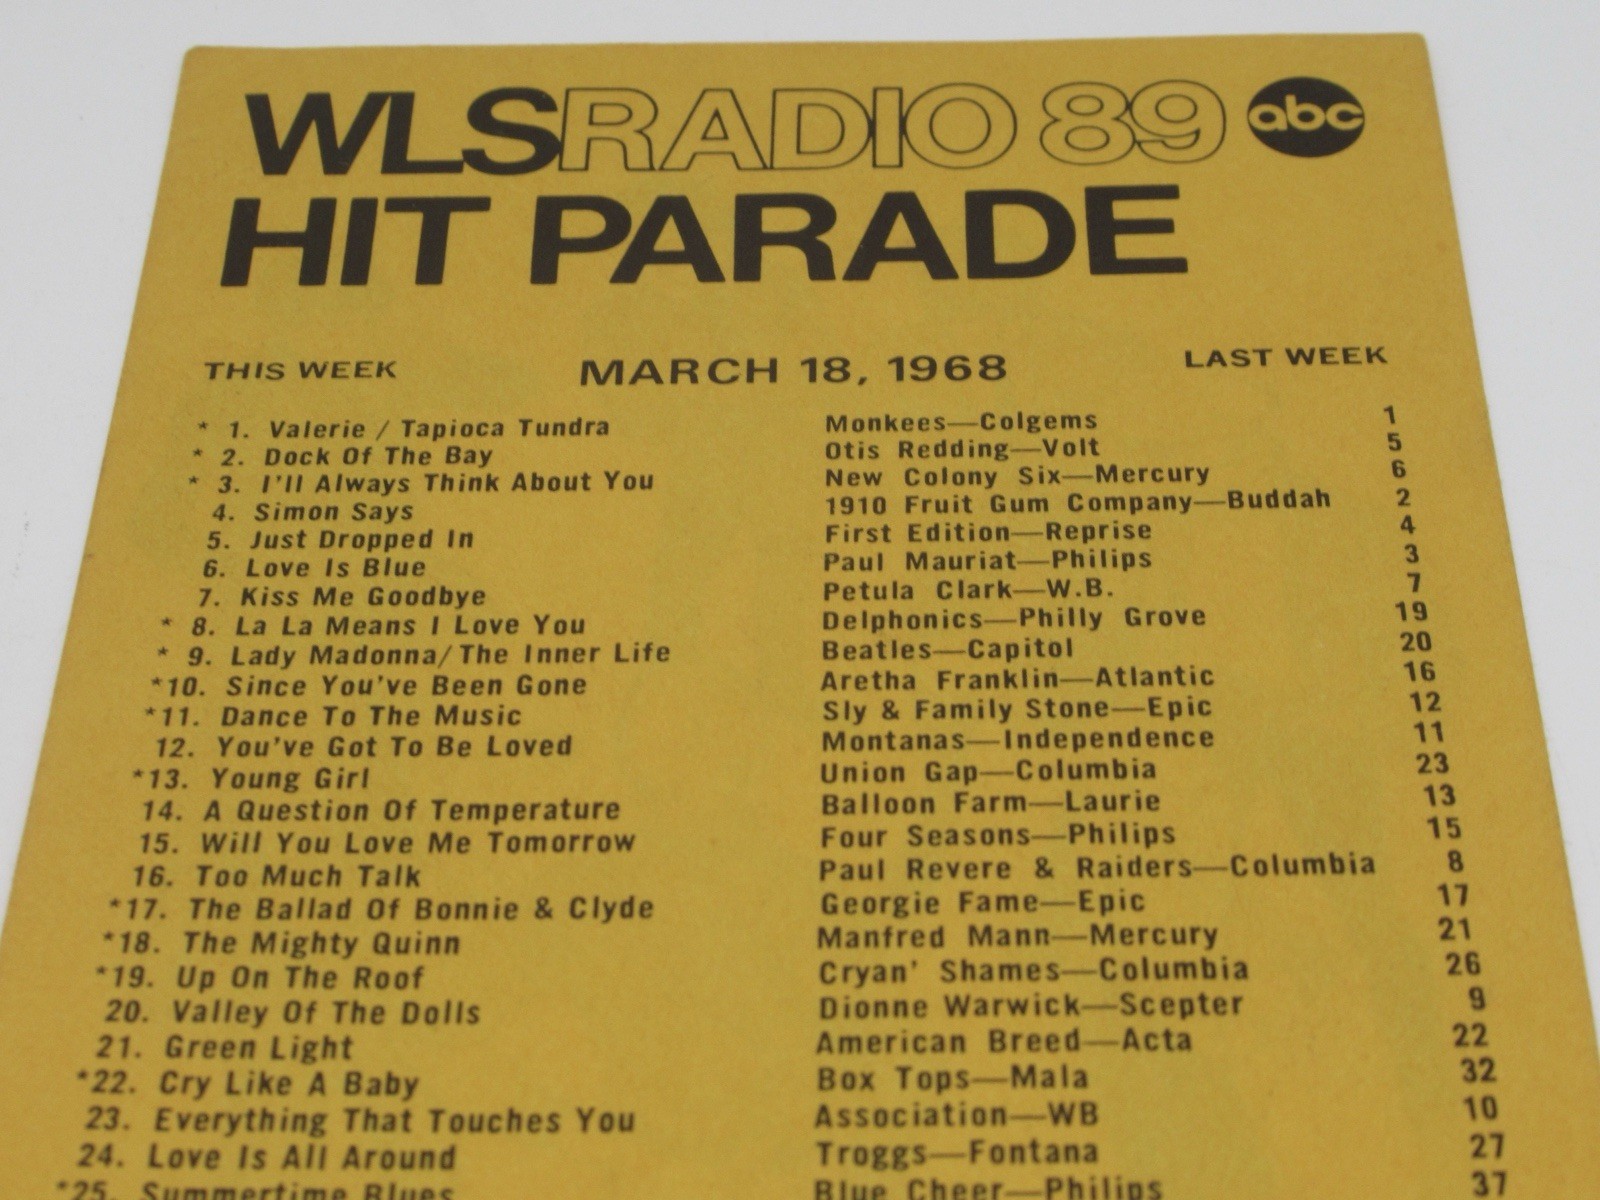 WLS RADIO 89 abc
HIT PARADE
THIS WEEK MARCH 18, 1968 LAST WEEK
* 1. Valerie / Tapioca Tundra Monkees—Colgems 1
* 2. Dock Of The Bay Otis Redding—Volt 5
* 3. I'll Always Think About You New Colony Six—Mercury 6
4. Simon Says 1910 Fruit Gum Company—Buddah 2
5. Just Dropped In First Edition—Reprise 4
6. Love Is Blue Paul Mauriat—Philips 3
7. Kiss Me Goodbye Petula Clark—W.B. 7
* 8. La La Means I Love You Delphonics—Philly Grove 19
* 9. Lady Madonna/The Inner Life Beatles—Capitol 20
*10. Since You've Been Gone Aretha Franklin—Atlantic 16
*11. Dance To The Music Sly & Family Stone—Epic 12
12. You've Got To Be Loved Montanas—Independence 11
*13. Young Girl Union Gap—Columbia 23
14. A Question Of Temperature Balloon Farm—Laurie 13
15. Will You Love Me Tomorrow Four Seasons—Philips 15
16. Too Much Talk Paul Revere & Raiders—Columbia 8
*17. The Ballad Of Bonnie & Clyde Georgie Fame—Epic 17
*18. The Mighty Quinn Manfred Mann—Mercury 21
*19. Up On The Roof Cryan' Shames—Columbia 26
20. Valley Of The Dolls Dionne Warwick—Scepter 9
21. Green Light American Breed—Acta 22
*22. Cry Like A Baby Box Tops—Mala 32
23. Everything That Touches You Association—WB 10
24. Love Is All Around Troggs—Fontana 27
*25. Summertime Blues Blue Cheer—Philips 37